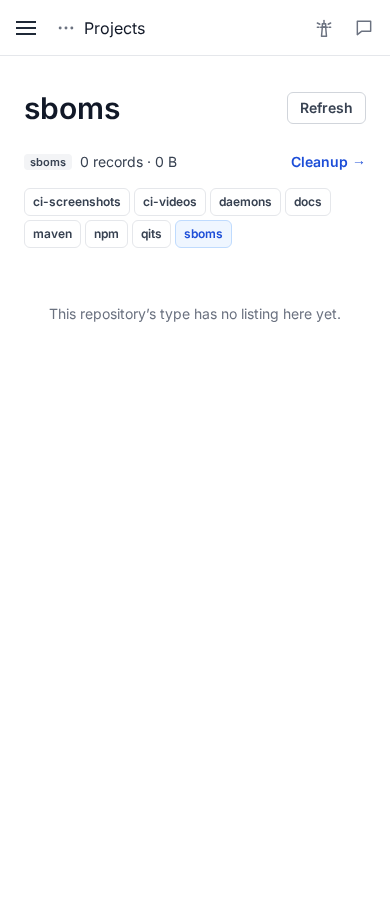 Projects
sboms
Refresh
sboms 0 records · 0 B
Cleanup →
ci-screenshots ci-videos daemons docs
maven npm qits sboms
This repository’s type has no listing here yet.